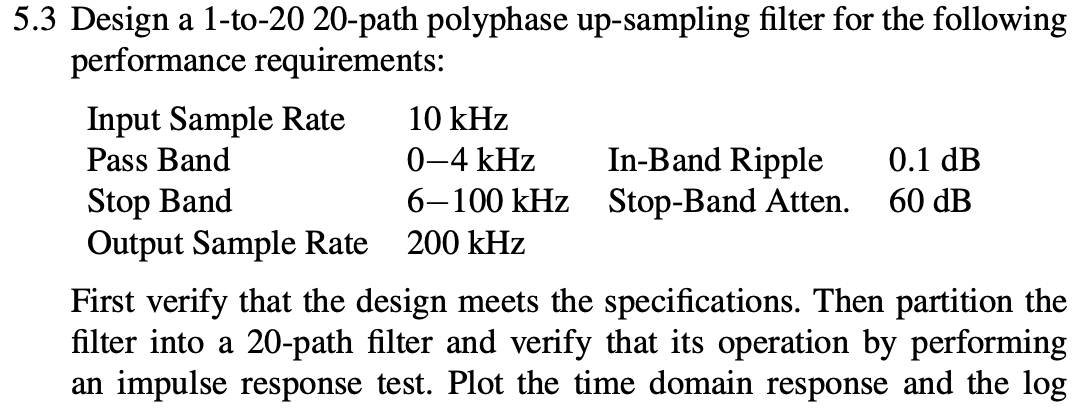 5.3 Design a 1-to-20 20-path polyphase up-sampling filter for the following
performance requirements:
Input Sample Rate 10 kHz
Pass Band 0–4 kHz In-Band Ripple 0.1 dB
Stop Band 6–100 kHz Stop-Band Atten. 60 dB
Output Sample Rate 200 kHz
First verify that the design meets the specifications. Then partition the
filter into a 20-path filter and verify that its operation by performing
an impulse response test. Plot the time domain response and the log